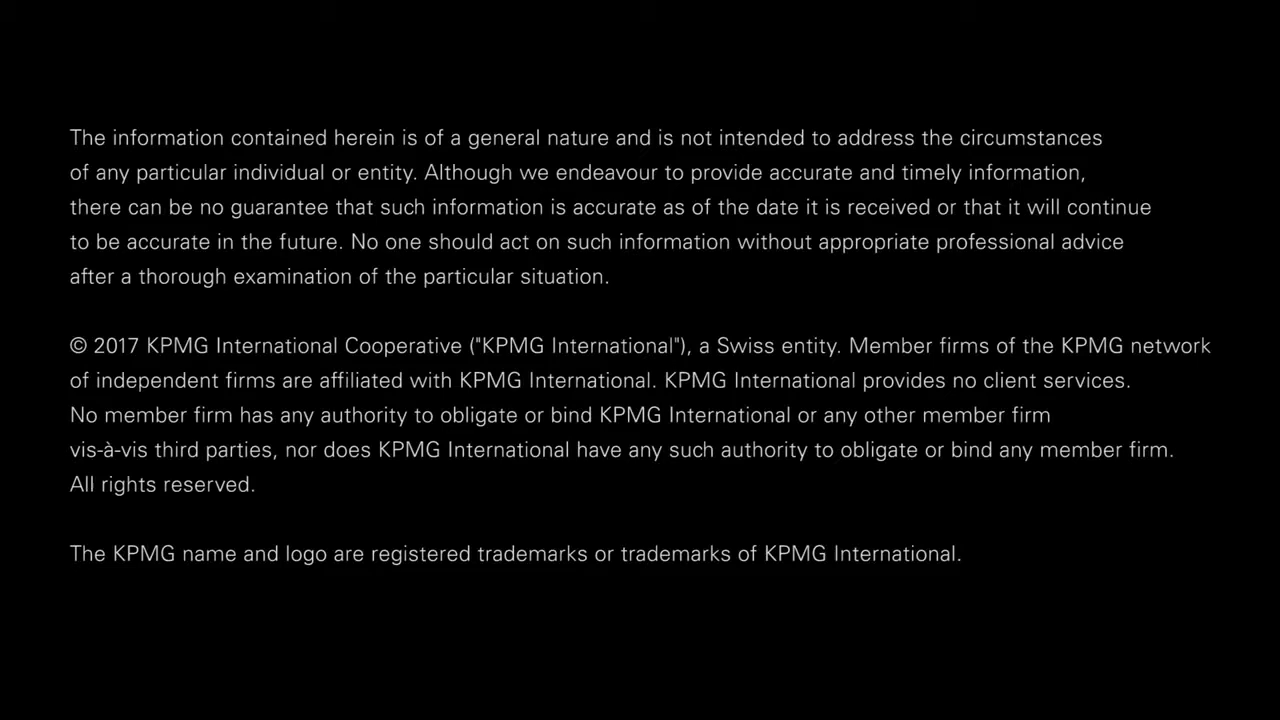 The information contained herein is of a general nature and is not intended to address the circumstances
of any particular individual or entity. Although we endeavour to provide accurate and timely information,
there can be no guarantee that such information is accurate as of the date it is received or that it will continue
to be accurate in the future. No one should act on such information without appropriate professional advice
after a thorough examination of the particular situation.
© 2017 KPMG International Cooperative ("KPMG International"), a Swiss entity. Member firms of the KPMG network
of independent firms are affiliated with KPMG International. KPMG International provides no client services.
No member firm has any authority to obligate or bind KPMG International or any other member firm
vis-à-vis third parties, nor does KPMG International have any such authority to obligate or bind any member firm.
All rights reserved.
The KPMG name and logo are registered trademarks or trademarks of KPMG International.